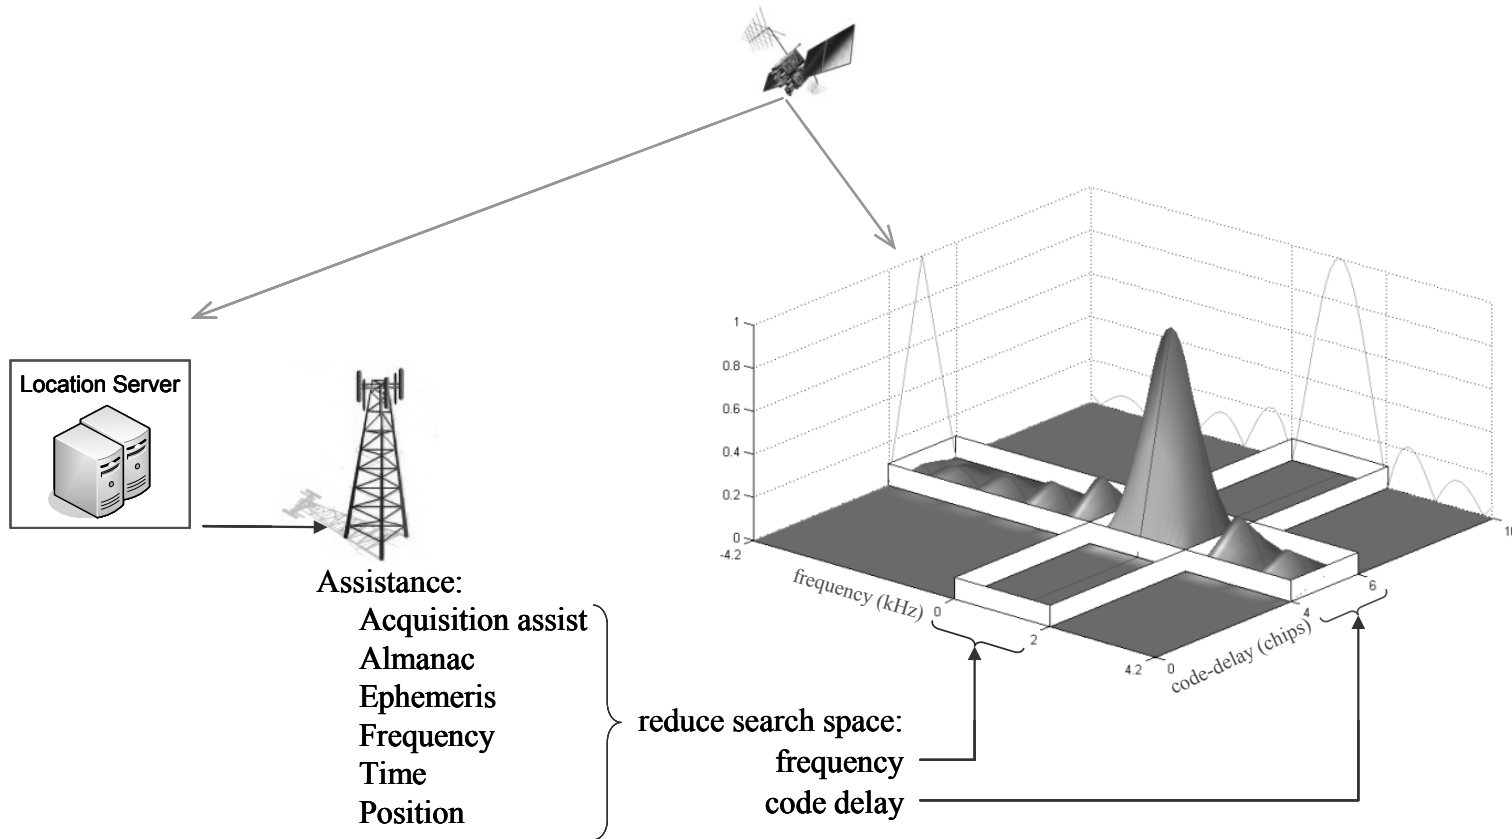 Location Server
Assistance:
Acquisition assist
Almanac
Ephemeris
Frequency
Time
Position
reduce search space:
frequency
code delay
1
0.8
0.6
0.4
0.2
0
-4.2
frequency (kHz)
0
2
4.2
0
code-delay (chips)
4
6